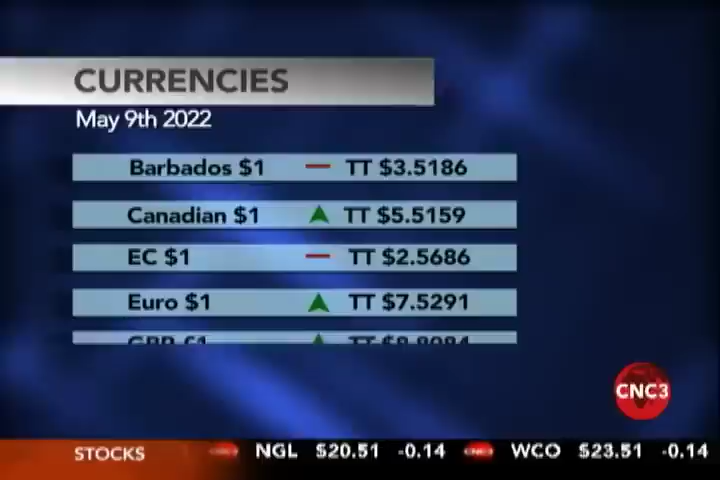 CURRENCIES
May 9th 2022
Barbados $1 — TT $3.5186
Canadian $1 ▲ TT $5.5159
EC $1 — TT $2.5686
Euro $1 ▲ TT $7.5291
CNC3
STOCKS NGL $20.51 -0.14 WCO $23.51 -0.14